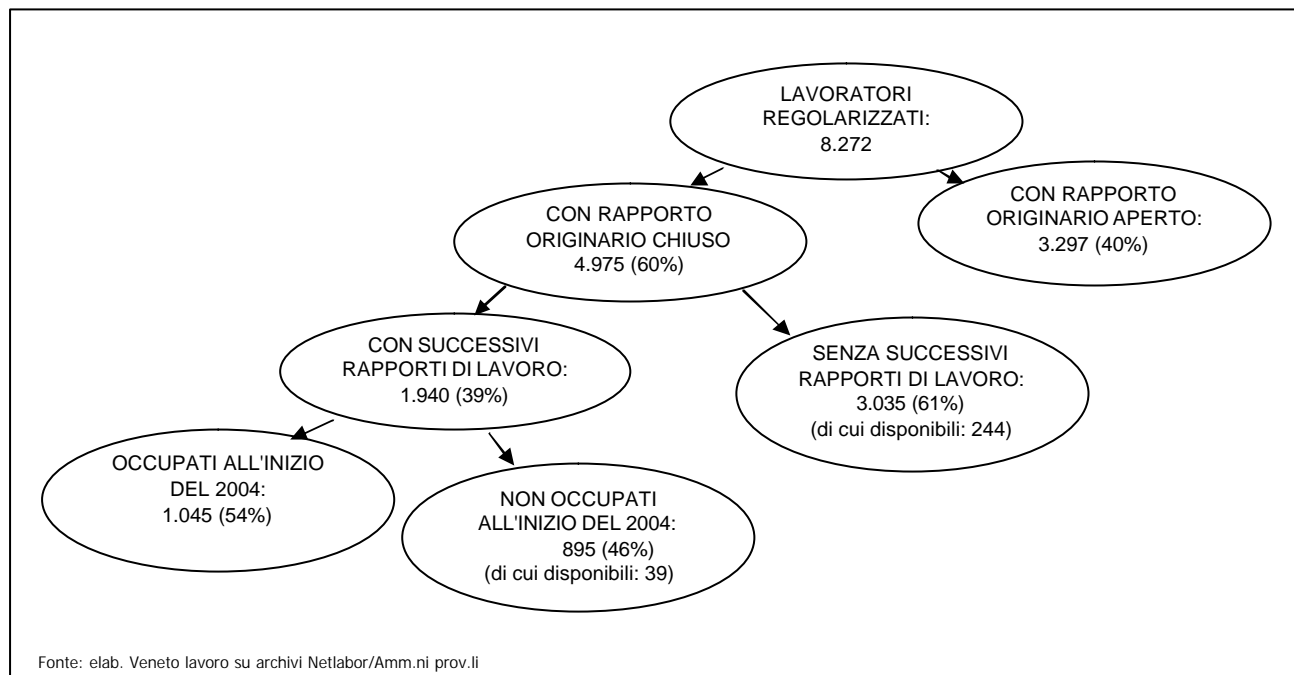 LAVORATORI
REGOLARIZZATI:
8.272
CON RAPPORTO
ORIGINARIO APERTO:
3.297 (40%)
CON RAPPORTO
ORIGINARIO CHIUSO
4.975 (60%)
CON SUCCESSIVI
RAPPORTI DI LAVORO:
1.940 (39%)
SENZA SUCCESSIVI
RAPPORTI DI LAVORO:
3.035 (61%)
(di cui disponibili: 244)
OCCUPATI ALL'INIZIO
DEL 2004:
1.045 (54%)
NON OCCUPATI
ALL'INIZIO DEL 2004:
895 (46%)
(di cui disponibili: 39)
Fonte: elab. Veneto lavoro su archivi Netlabor/Amm.ni prov.li